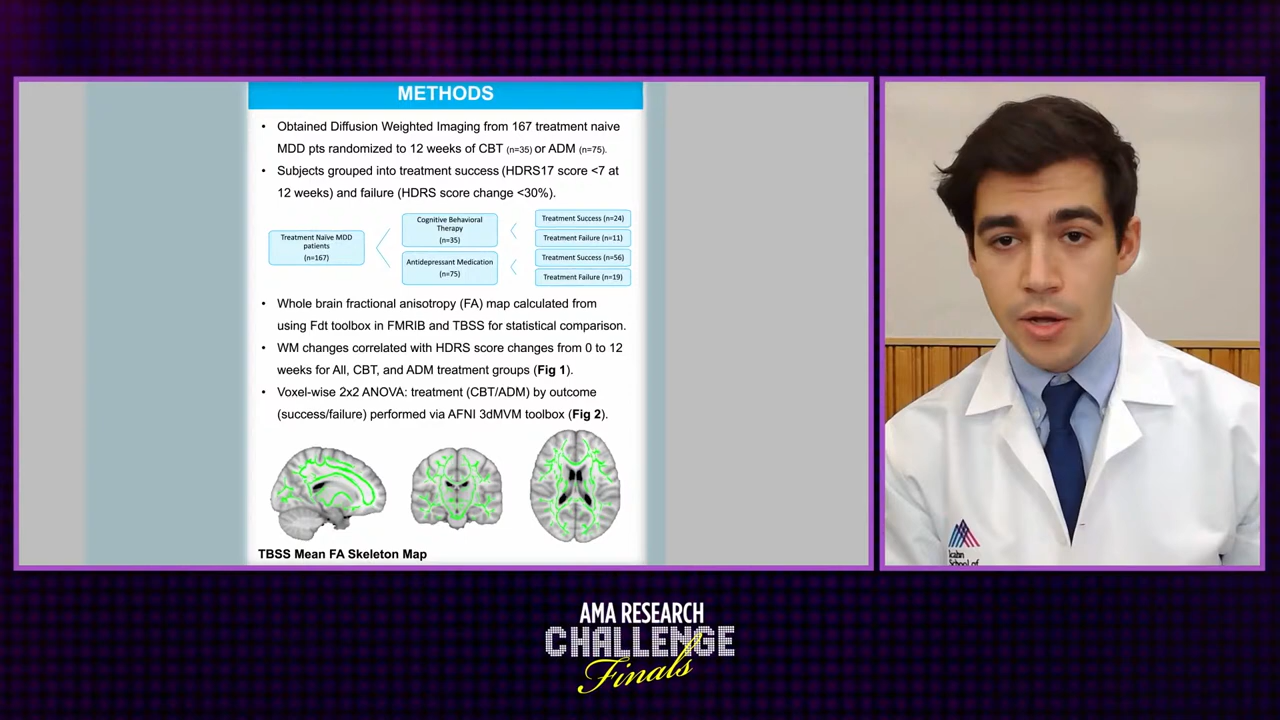 METHODS
• Obtained Diffusion Weighted Imaging from 167 treatment naive
MDD pts randomized to 12 weeks of CBT (n=35) or ADM (n=75).
• Subjects grouped into treatment success (HDRS17 score <7 at
12 weeks) and failure (HDRS score change <30%).
Treatment Naïve MDD
patients
(n=167)
Cognitive Behavioral
Therapy
(n=35)
Antidepressant Medication
(n=75)
Treatment Success (n=24)
Treatment Failure (n=11)
Treatment Success (n=56)
Treatment Failure (n=19)
• Whole brain fractional anisotropy (FA) map calculated from
using Fdt toolbox in FMRIB and TBSS for statistical comparison.
• WM changes correlated with HDRS score changes from 0 to 12
weeks for All, CBT, and ADM treatment groups (Fig 1).
• Voxel-wise 2x2 ANOVA: treatment (CBT/ADM) by outcome
(success/failure) performed via AFNI 3dMVM toolbox (Fig 2).
TBSS Mean FA Skeleton Map
Icahn
School of
AMA RESEARCH
CHALLENGE
Finals